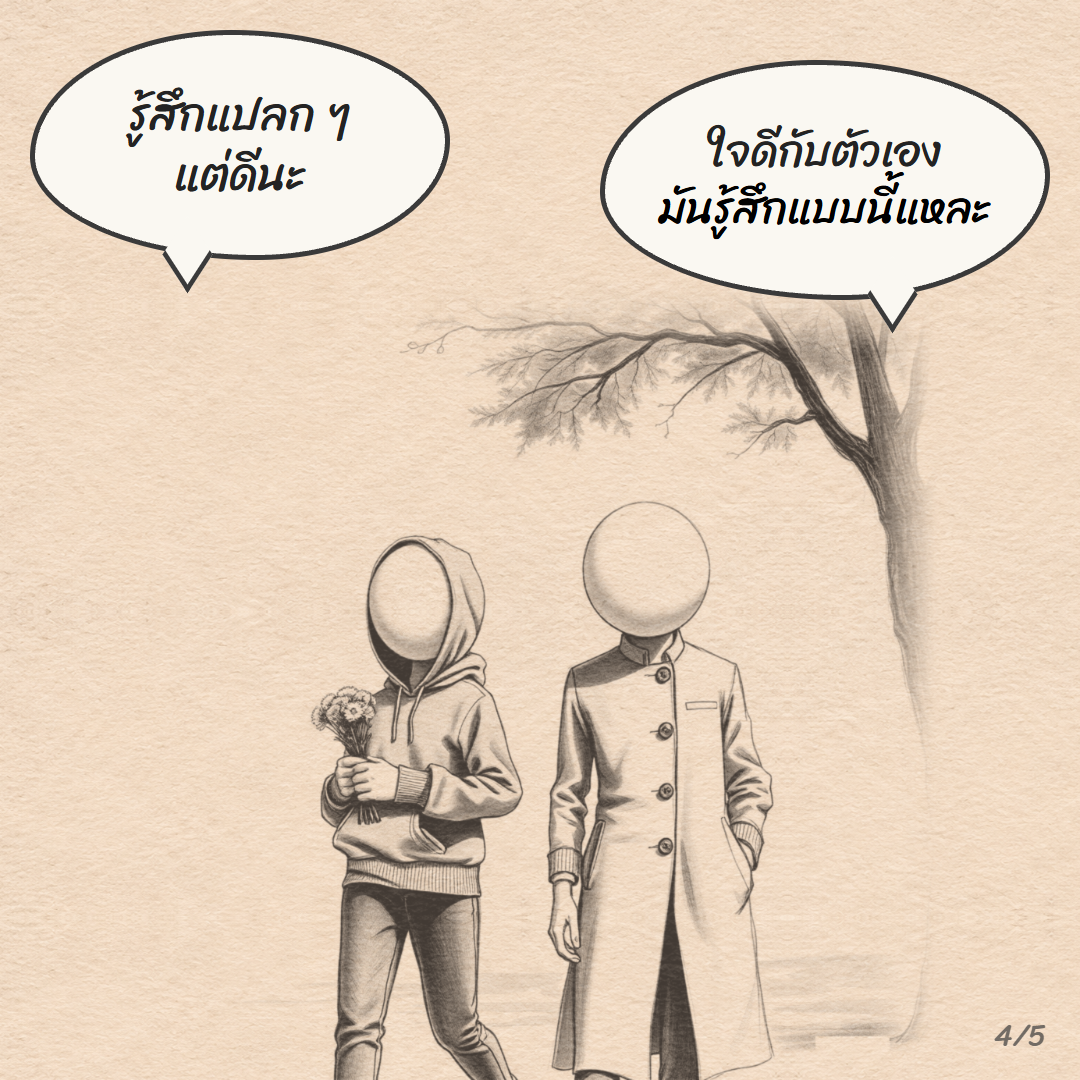 รู้สึกแปลก ๆ
แต่ดีนะ
ใจดีกับตัวเอง
มันรู้สึกแบบนี้แหละ
4/5